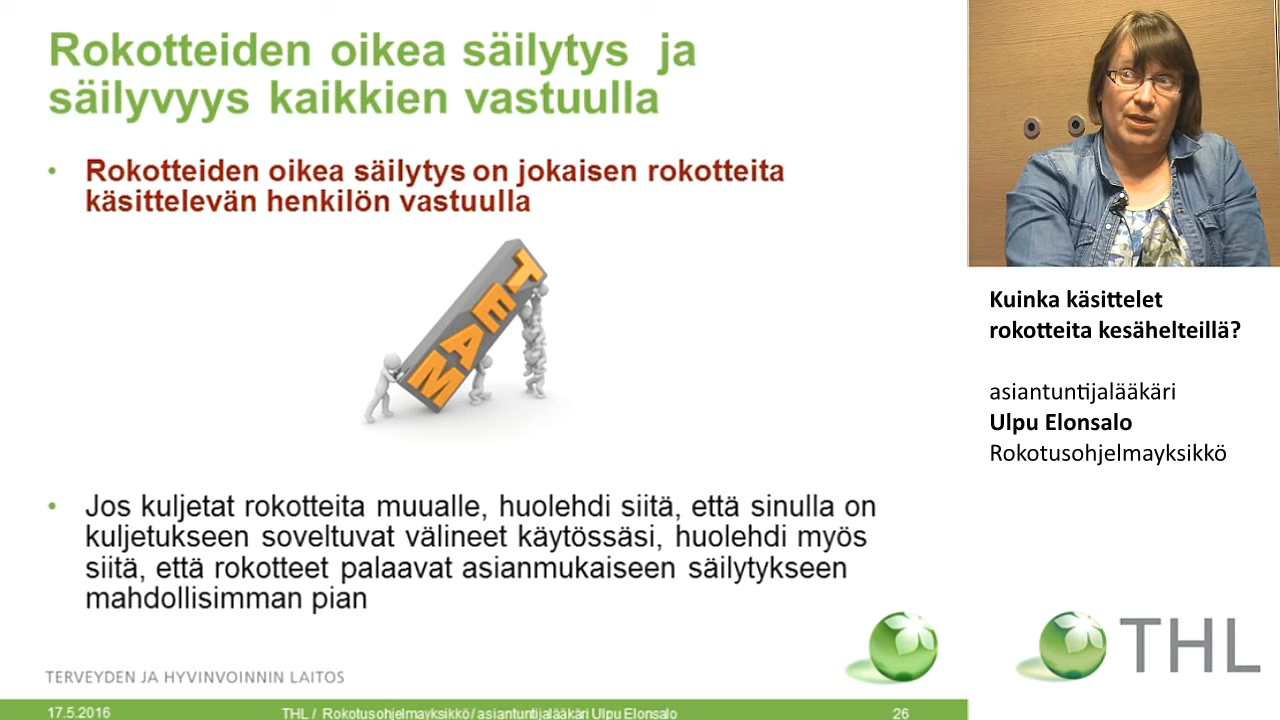 Rokotteiden oikea säilytys ja
säilyvyys kaikkien vastuulla
• Rokotteiden oikea säilytys on jokaisen rokotteita
käsittelevän henkilön vastuulla
TEAM
• Jos kuljetat rokotteita muualle, huolehdi siitä, että sinulla on
kuljetukseen soveltuvat välineet käytössäsi, huolehdi myös
siitä, että rokotteet palaavat asianmukaiseen säilytykseen
mahdollisimman pian
TERVEYDEN JA HYVINVOINNIN LAITOS
17.5.2016 THL / Rokotusohjelmayksikkö/ asiantuntijalääkäri Ulpu Elonsalo 26
Kuinka käsittelet
rokotteita kesähelteillä?
asiantuntijalääkäri
Ulpu Elonsalo
Rokotusohjelmayksikkö
THL